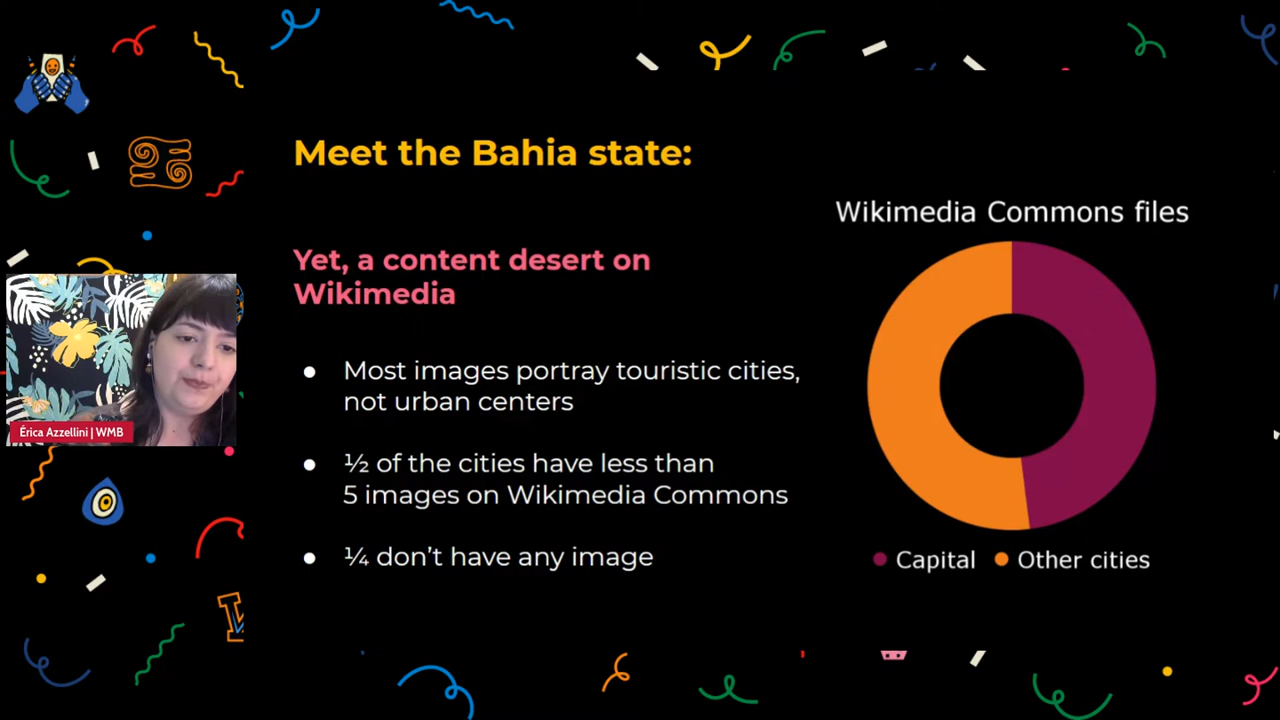 Meet the Bahia state:
Yet, a content desert on
Wikimedia
● Most images portray touristic cities,
not urban centers
● ½ of the cities have less than
5 images on Wikimedia Commons
● ¼ don’t have any image
Wikimedia Commons files
Capital Other cities
Érica Azzellini | WMB